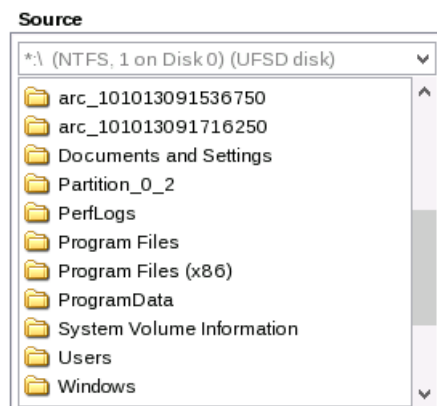 Source
*:\ (NTFS, 1 on Disk 0) (UFSD disk)
arc_101013091536750
arc_101013091716250
Documents and Settings
Partition_0_2
PerfLogs
Program Files
Program Files (x86)
ProgramData
System Volume Information
Users
Windows